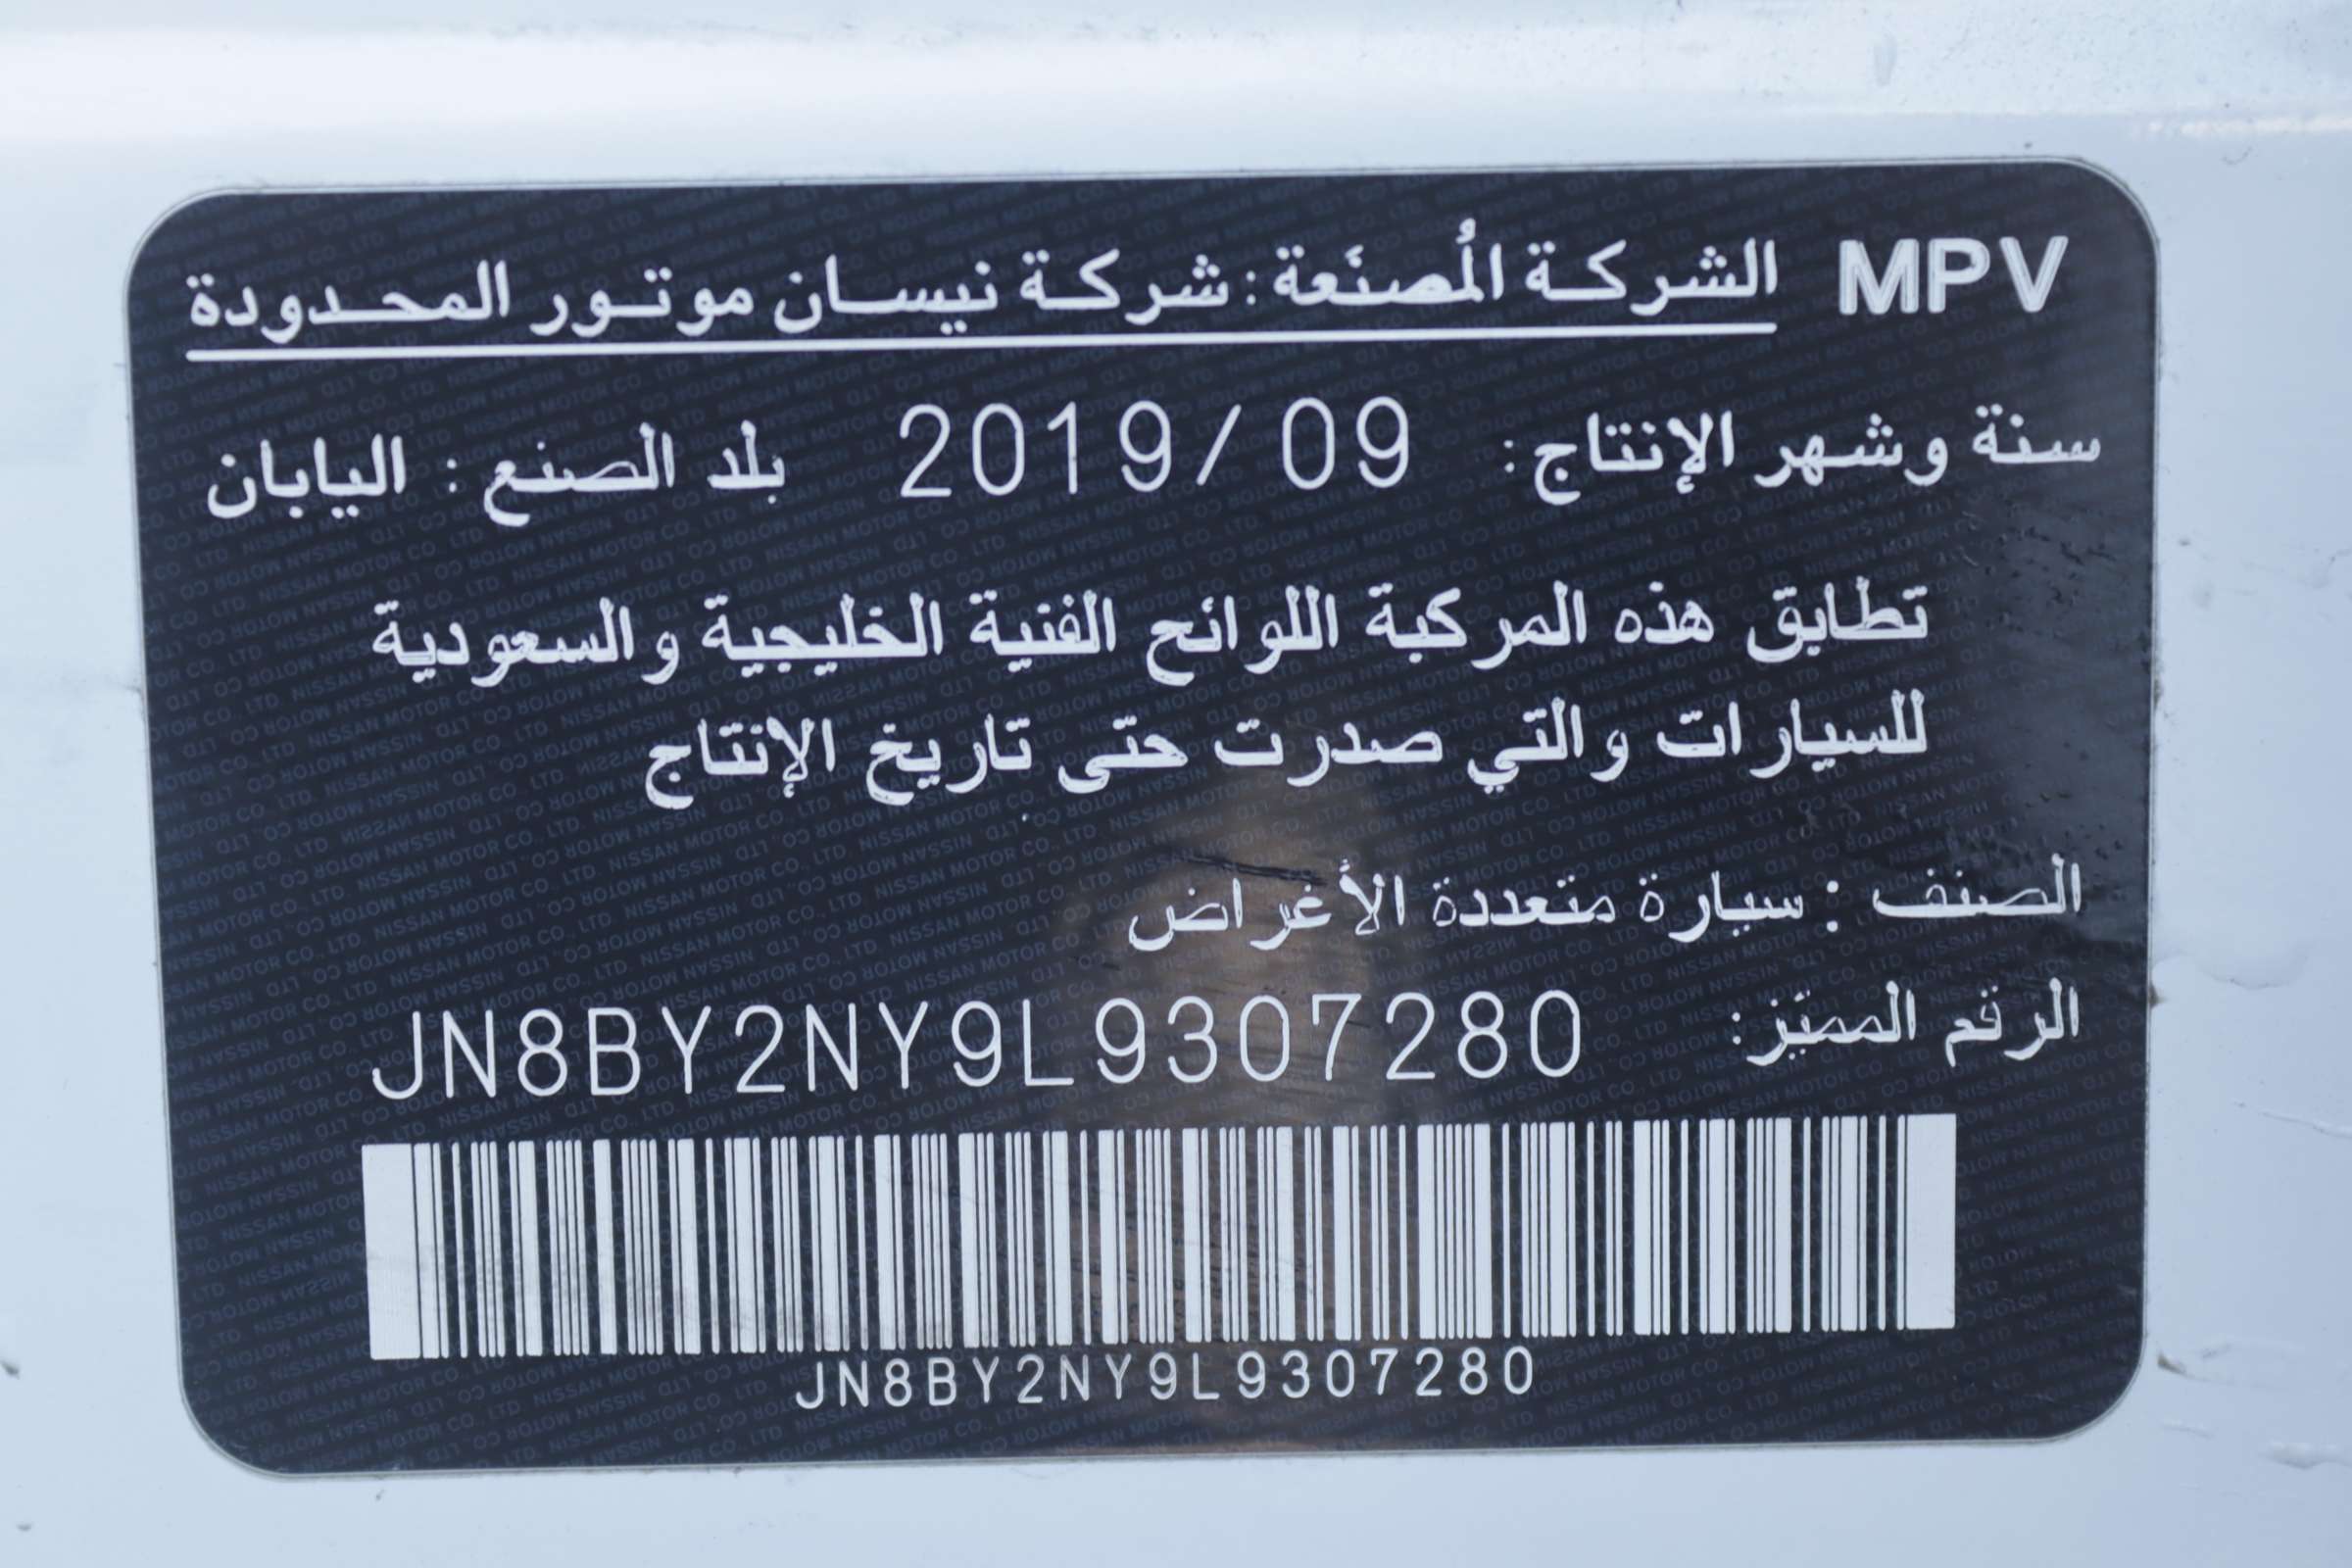 MPV الشركة المُصنَعة: شركة نيسان موتور المحدودة
سنة وشهر الإنتاج: 2019/09 بلد الصنع : اليابان
تطابق هذه المركبة اللوائح الفنية الخليجية والسعودية
للسيارات والتي صدرت حتى تاريخ الإنتاج
الصنف : سيارة متعددة الأغراض
الرقم المميّز: JN8BY2NY9L9307280
JN8BY2NY9L9307280